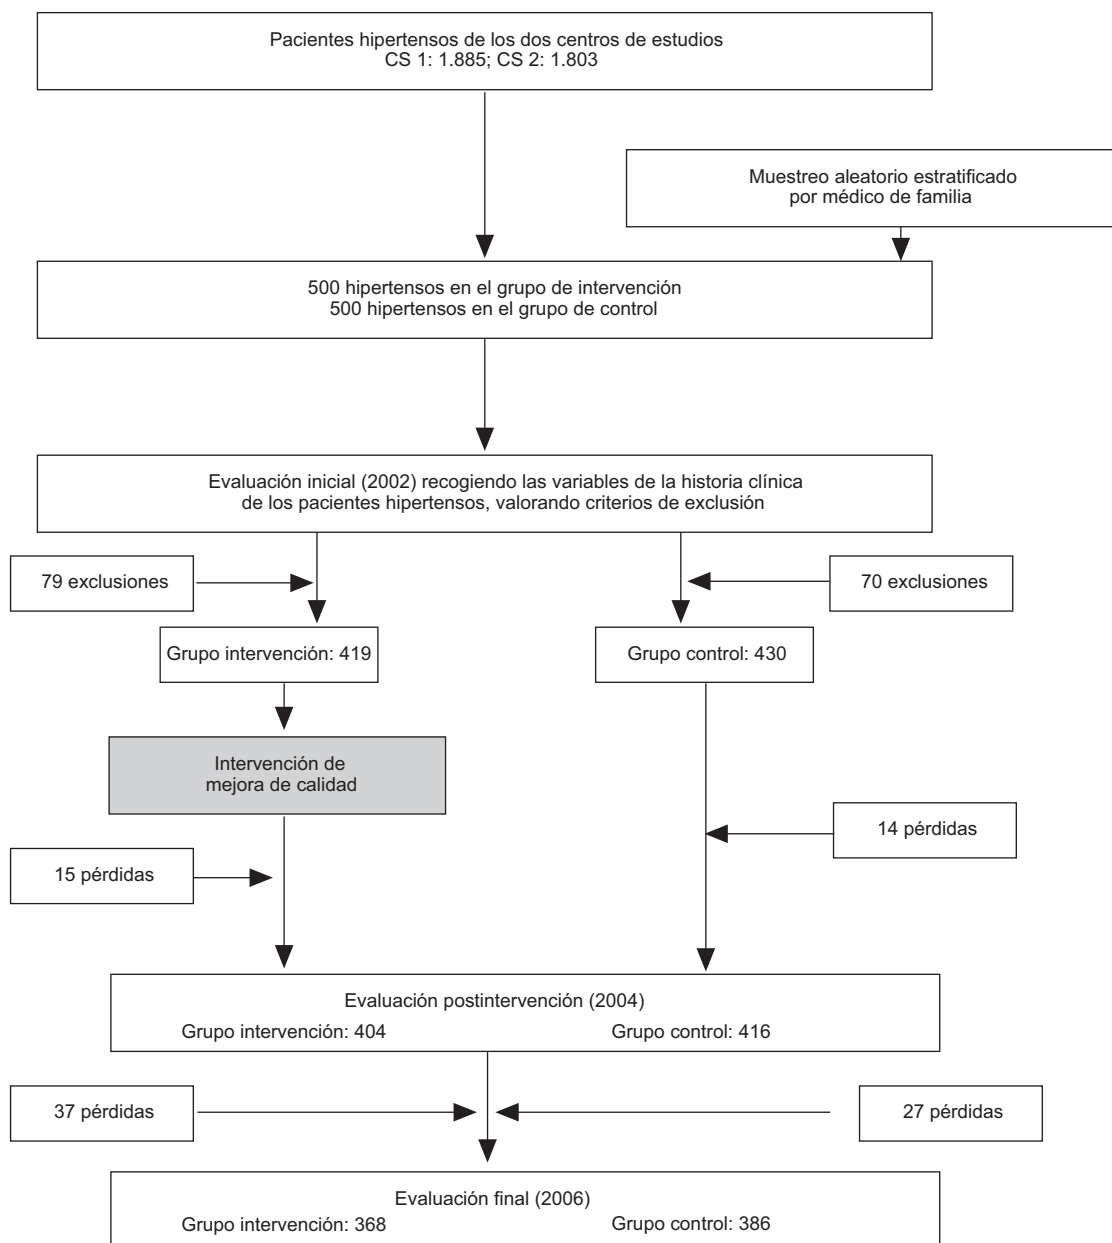 Pacientes hipertensos de los dos centros de estudios
CS 1: 1.885; CS 2: 1.803
Muestreo aleatorio estratificado
por médico de familia
500 hipertensos en el grupo de intervención
500 hipertensos en el grupo de control
Evaluación inicial (2002) recogiendo las variables de la historia clínica
de los pacientes hipertensos, valorando criterios de exclusión
79 exclusiones
70 exclusiones
Grupo intervención: 419
Grupo control: 430
Intervención de
mejora de calidad
14 pérdidas
15 pérdidas
Evaluación postintervención (2004)
Grupo intervención: 404
Grupo control: 416
37 pérdidas
27 pérdidas
Evaluación final (2006)
Grupo intervención: 368
Grupo control: 386